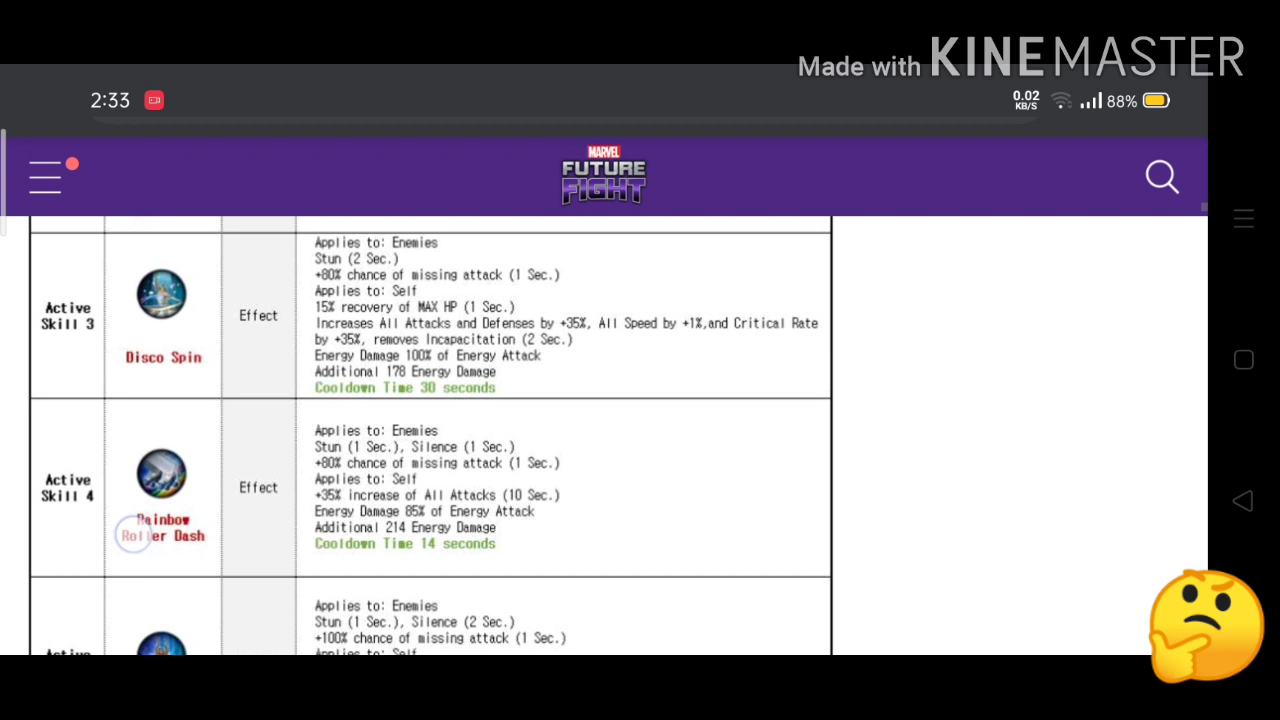 Made with KINEMASTER
2:33
0.02
KB/S
88%
MARVEL
FUTURE
FIGHT
Active
Skill 3
Disco Spin
Effect
Applies to: Enemies
Stun (2 Sec.)
+80% chance of missing attack (1 Sec.)
Applies to: Self
15% recovery of MAX HP (1 Sec.)
Increases All Attacks and Defenses by +35%, All Speed by +1%,and Critical Rate
by +35%, removes Incapacitation (2 Sec.)
Energy Damage 100% of Energy Attack
Additional 178 Energy Damage
Cooldown Time 30 seconds
Active
Skill 4
Rainbow
Roller Dash
Effect
Applies to: Enemies
Stun (1 Sec.), Silence (1 Sec.)
+80% chance of missing attack (1 Sec.)
Applies to: Self
+35% increase of All Attacks (10 Sec.)
Energy Damage 85% of Energy Attack
Additional 214 Energy Damage
Cooldown Time 14 seconds
Active
Applies to: Enemies
Stun (1 Sec.), Silence (2 Sec.)
+100% chance of missing attack (1 Sec.)
Applies to: Self